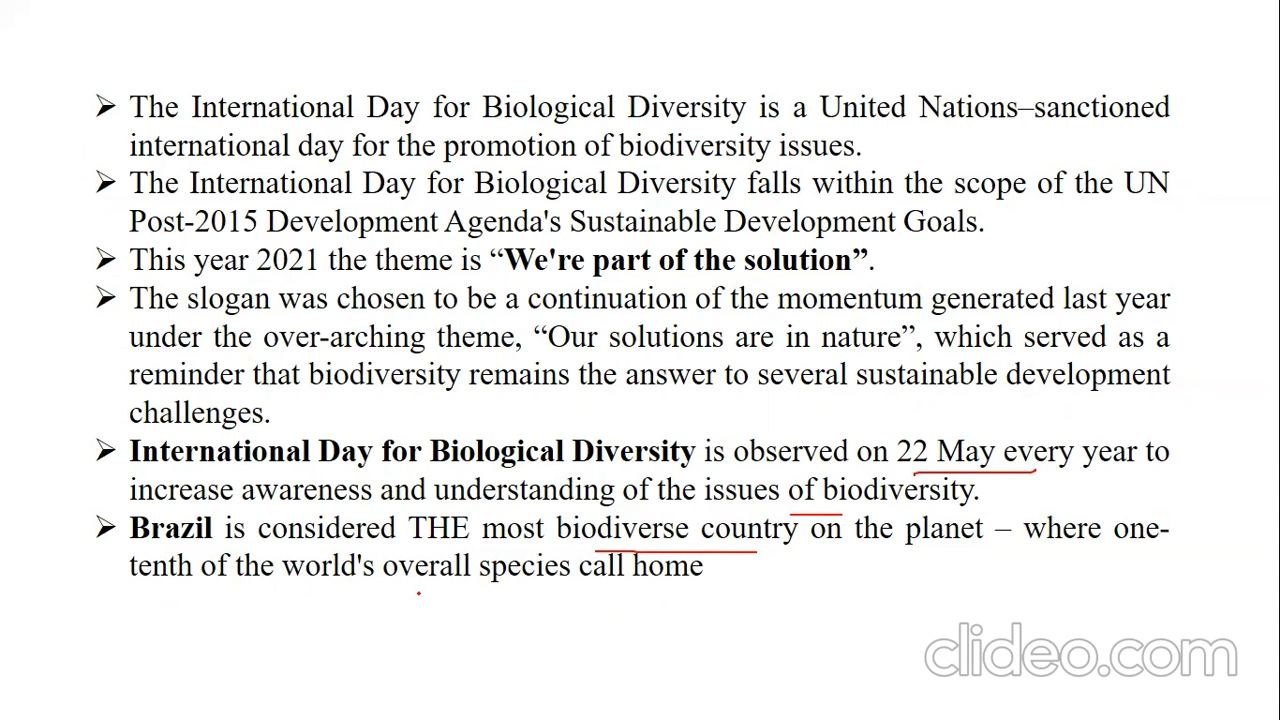 ➢ The International Day for Biological Diversity is a United Nations–sanctioned
international day for the promotion of biodiversity issues.
➢ The International Day for Biological Diversity falls within the scope of the UN
Post-2015 Development Agenda's Sustainable Development Goals.
➢ This year 2021 the theme is “We're part of the solution”.
➢ The slogan was chosen to be a continuation of the momentum generated last year
under the over-arching theme, “Our solutions are in nature”, which served as a
reminder that biodiversity remains the answer to several sustainable development
challenges.
➢ International Day for Biological Diversity is observed on 22 May every year to
increase awareness and understanding of the issues of biodiversity.
➢ Brazil is considered THE most biodiverse country on the planet – where one-
tenth of the world's overall species call home
clideo.com